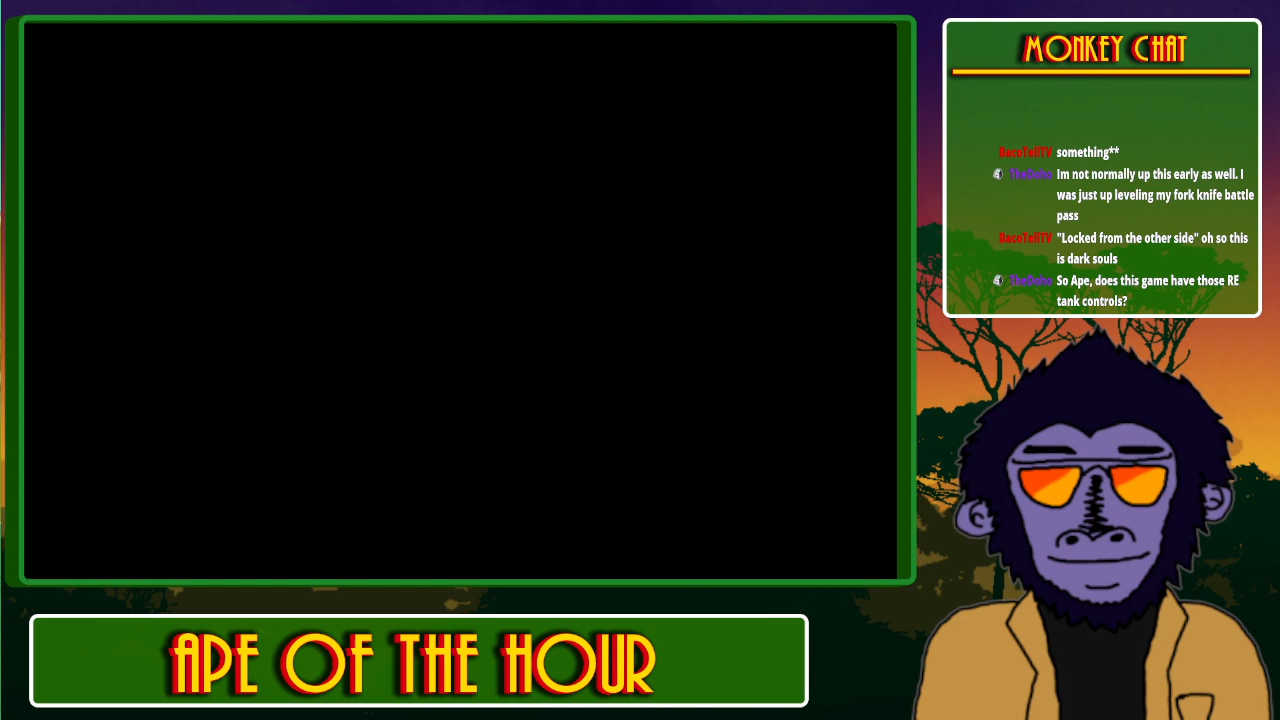 MONKEY CHAT
something**
TheDoho Im not normally up this early as well. I
was just up leveling my fork knife battle
pass
"Locked from the other side" oh so this
is dark souls
TheDoho So Ape, does this game have those RE
tank controls?
APE OF THE HOUR